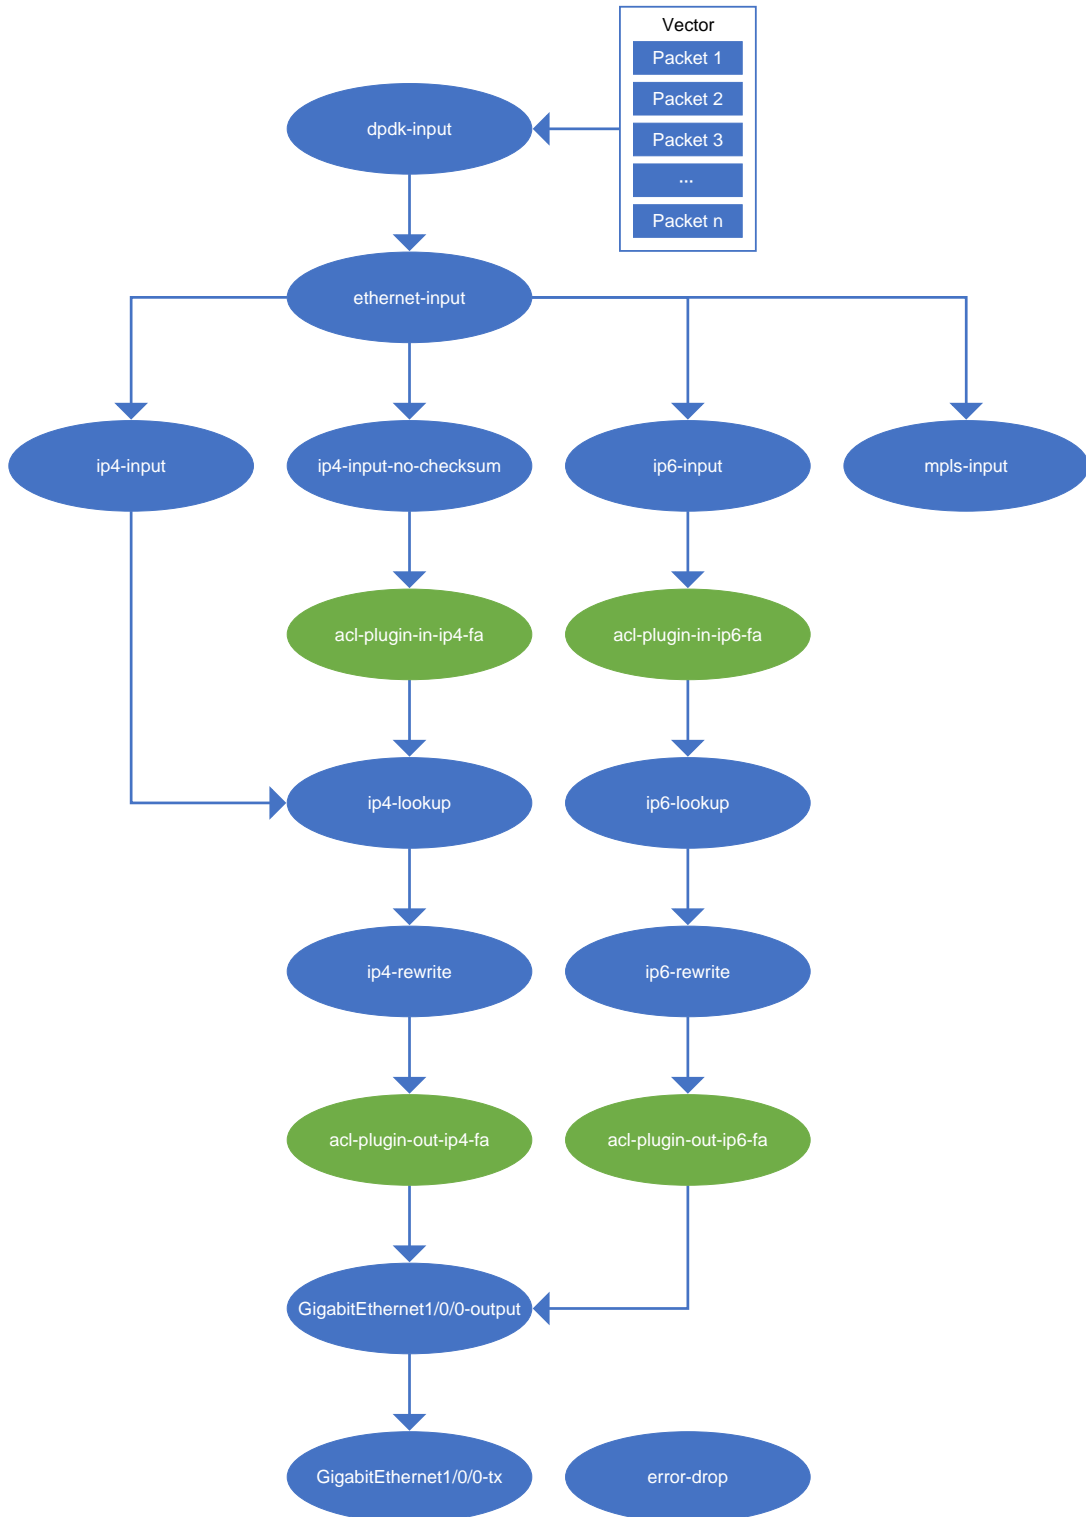 Vector
Packet 1
Packet 2
Packet 3
...
Packet n
dpdk-input
ethernet-input
ip4-input
ip4-input-no-checksum
ip6-input
mpls-input
acl-plugin-in-ip4-fa
acl-plugin-in-ip6-fa
ip4-lookup
ip6-lookup
ip4-rewrite
ip6-rewrite
acl-plugin-out-ip4-fa
acl-plugin-out-ip6-fa
GigabitEthernet1/0/0-output
GigabitEthernet1/0/0-tx
error-drop